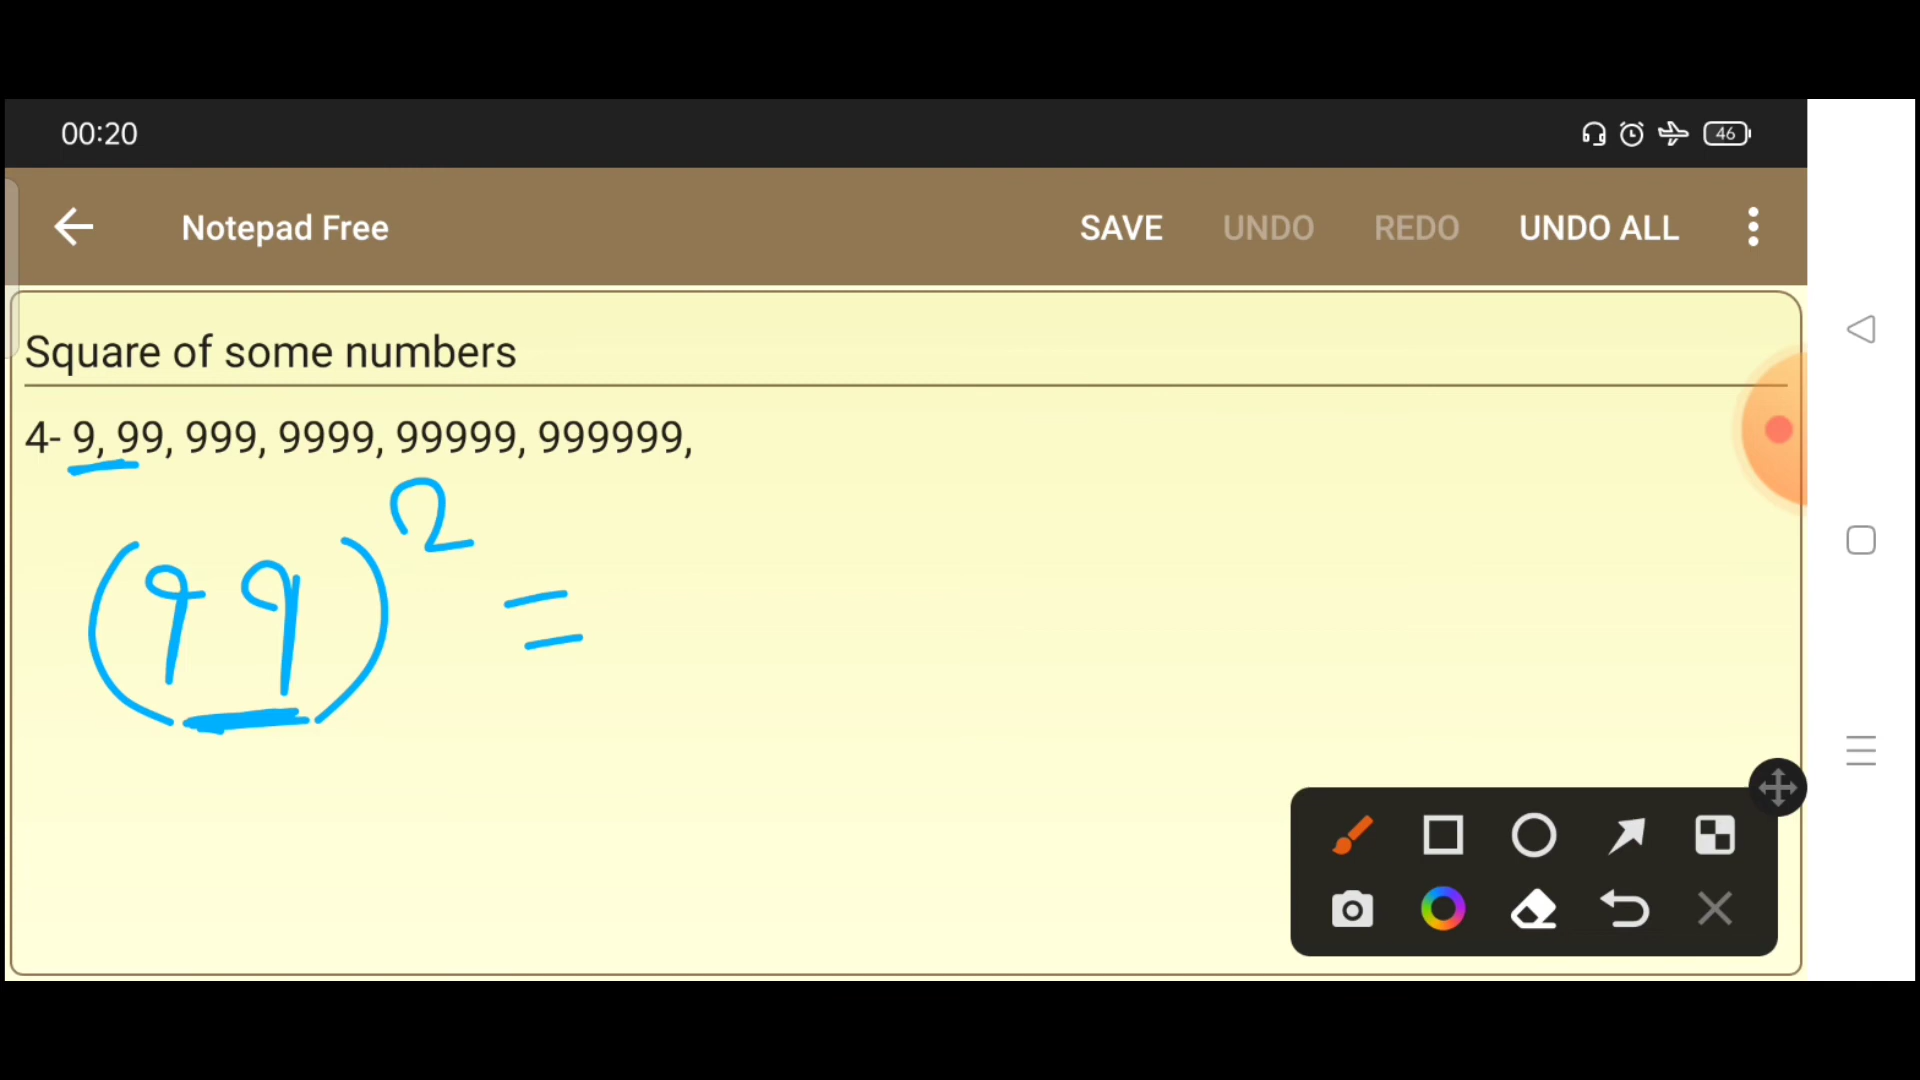 00:20 46
Notepad Free SAVE UNDO REDO UNDO ALL
Square of some numbers
4- 9, 99, 999, 9999, 99999, 999999,
(99)² =